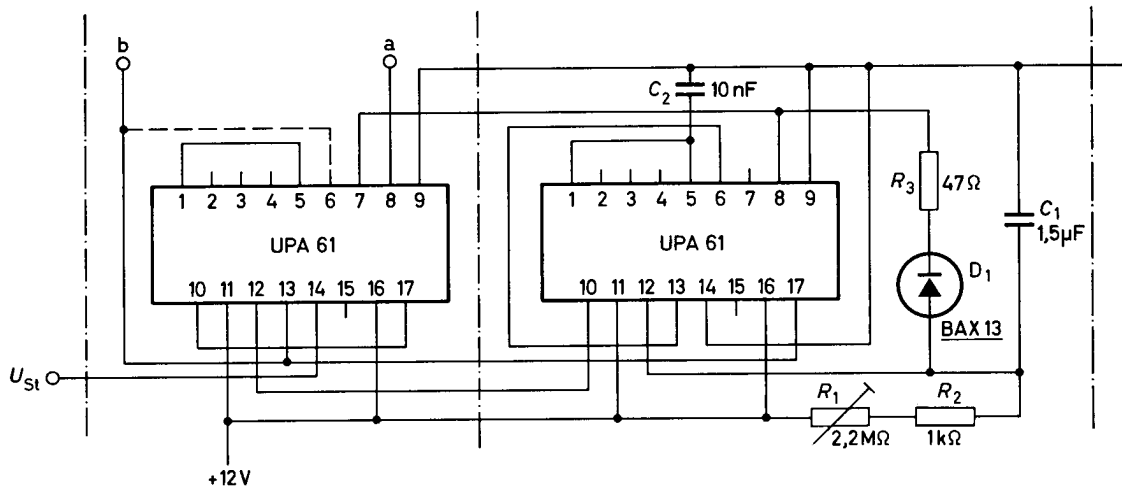 b
a
C₂ 10 nF
1 2 3 4 5 6 7 8 9
UPA 61
10 11 12 13 14 15 16 17
1 2 3 4 5 6 7 8 9
UPA 61
10 11 12 13 14 15 16 17
R₃ 47Ω
C₁
1,5µF
D₁
BAX 13
U_St
R₁
2,2MΩ
R₂
1kΩ
+12V